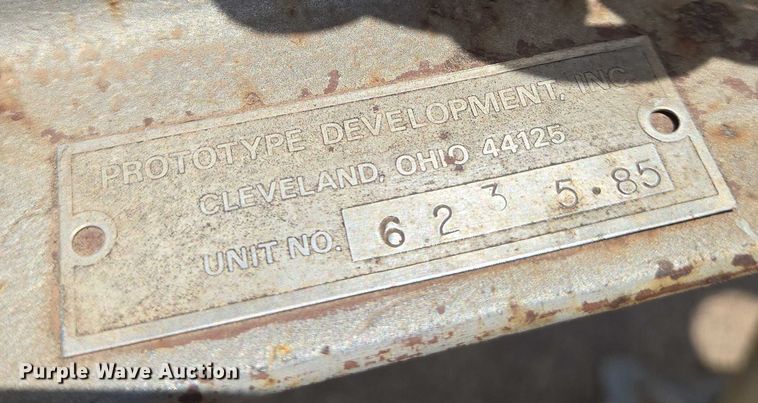 PROTOTYPE DEVELOPMENT, INC.
CLEVELAND, OHIO 44125
UNIT NO. 623 5·85
Purple Wave Auction